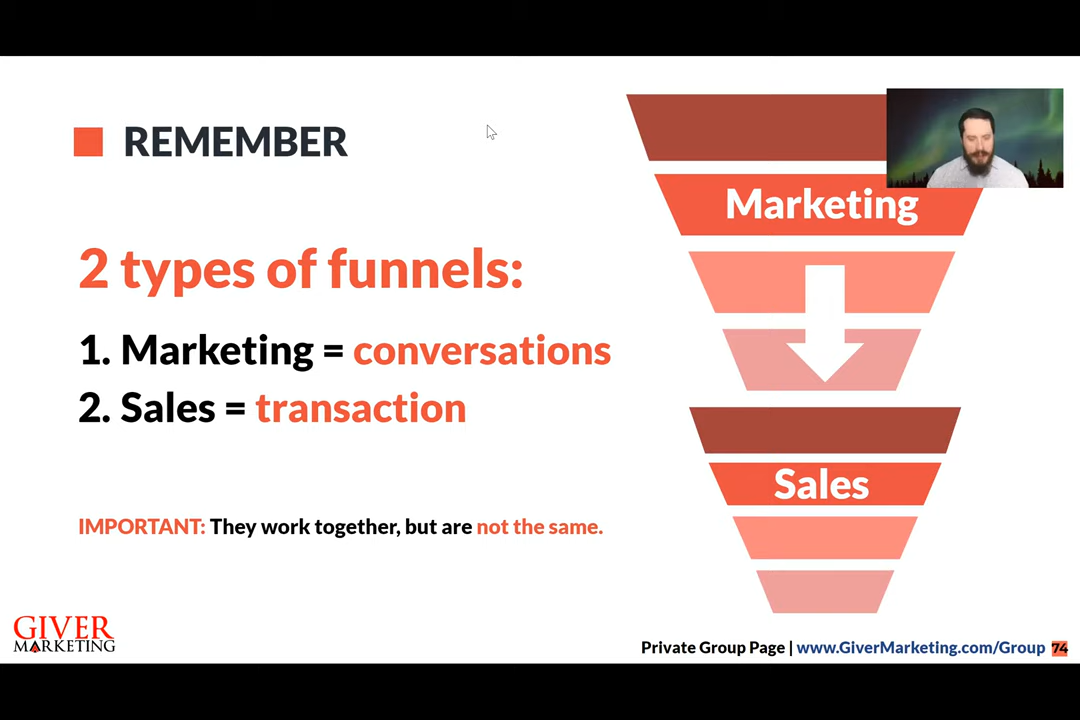 REMEMBER
2 types of funnels:
1. Marketing = conversations
2. Sales = transaction
IMPORTANT: They work together, but are not the same.
Marketing
Sales
GIVER
MARKETING
Private Group Page | www.GiverMarketing.com/Group 74